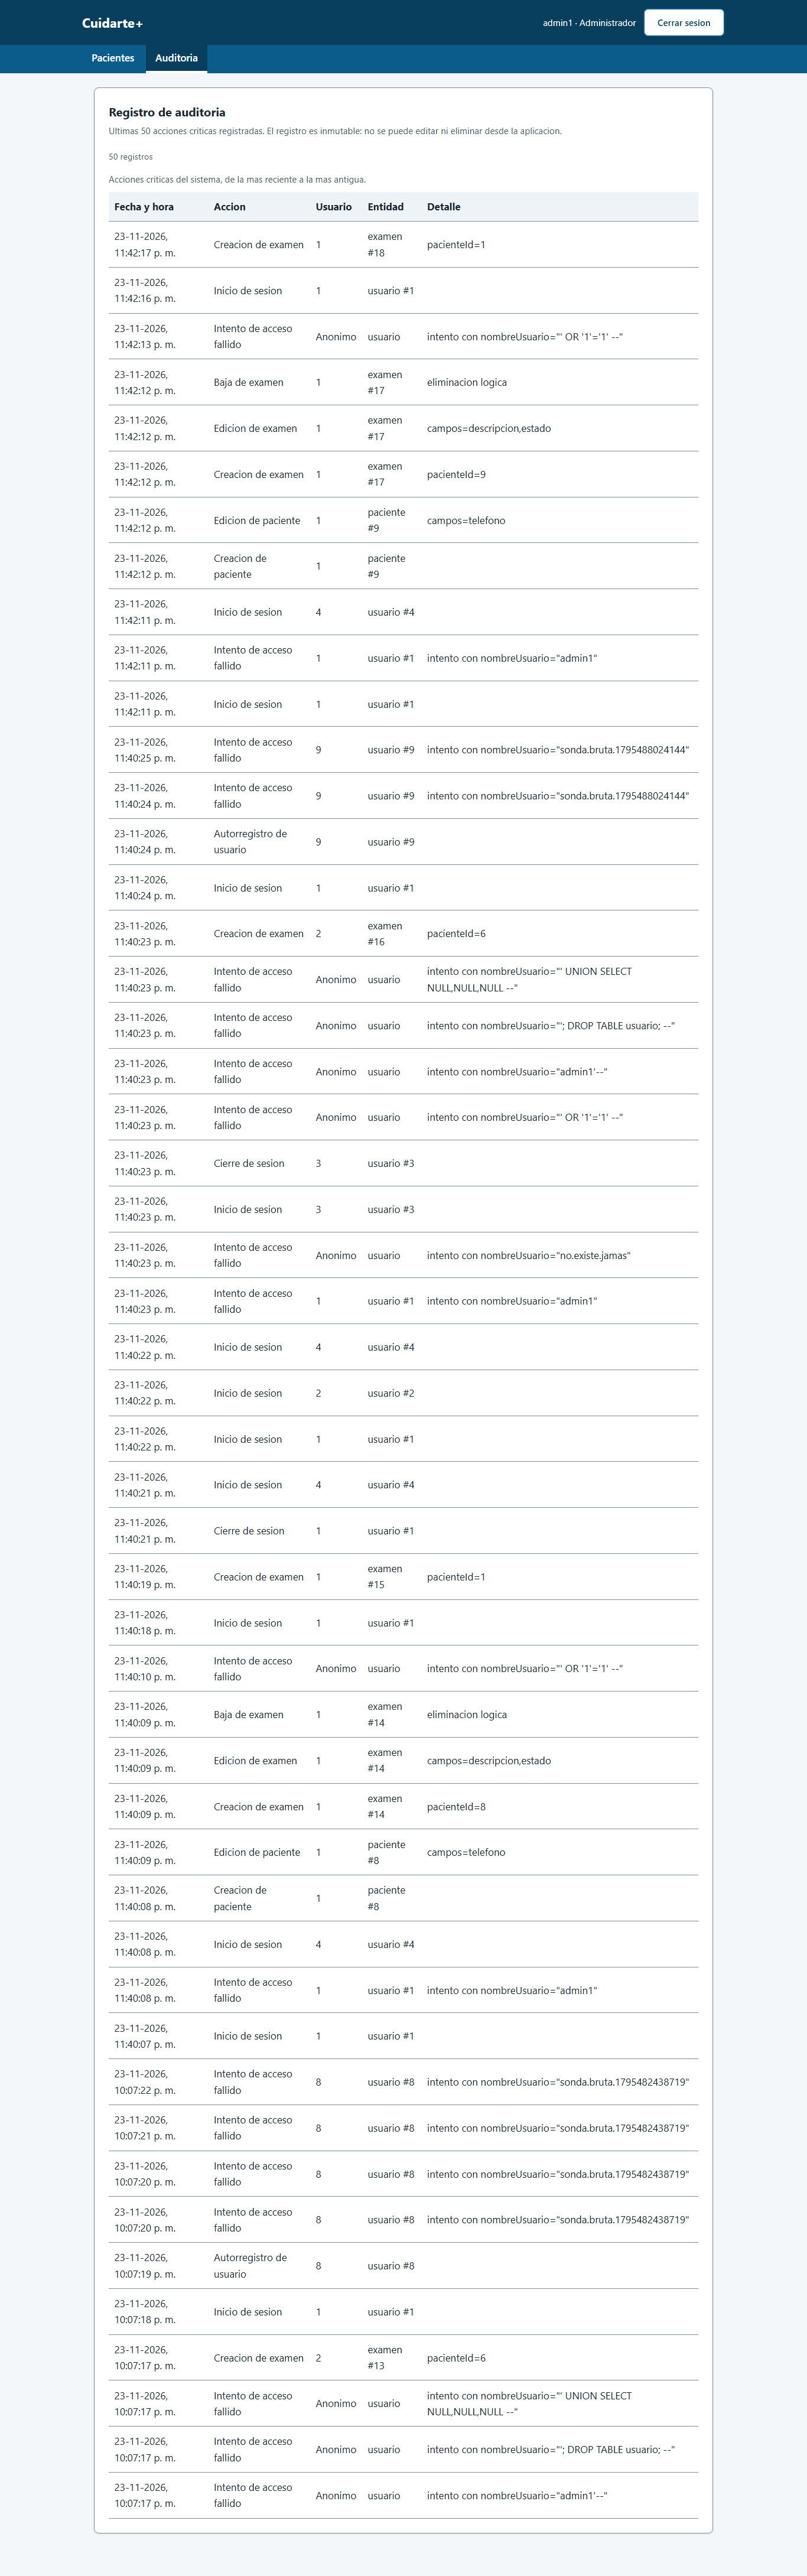 Cuidarte+
admin1 · Administrador
Cerrar sesion
Pacientes
Auditoria
Registro de auditoria
Ultimas 50 acciones criticas registradas. El registro es inmutable: no se puede editar ni eliminar desde la aplicacion.
50 registros
Acciones criticas del sistema, de la mas reciente a la mas antigua.
Fecha y hora Accion Usuario Entidad Detalle
23-11-2026, 11:42:17 p. m. Creacion de examen 1 examen #18 pacienteId=1
23-11-2026, 11:42:16 p. m. Inicio de sesion 1 usuario #1
23-11-2026, 11:42:13 p. m. Intento de acceso fallido Anonimo usuario intento con nombreUsuario="' OR '1'='1' --"
23-11-2026, 11:42:12 p. m. Baja de examen 1 examen #17 eliminacion logica
23-11-2026, 11:42:12 p. m. Edicion de examen 1 examen #17 campos=descripcion,estado
23-11-2026, 11:42:12 p. m. Creacion de examen 1 examen #17 pacienteId=9
23-11-2026, 11:42:12 p. m. Edicion de paciente 1 paciente #9 campos=telefono
23-11-2026, 11:42:12 p. m. Creacion de paciente 1 paciente #9
23-11-2026, 11:42:11 p. m. Inicio de sesion 4 usuario #4
23-11-2026, 11:42:11 p. m. Intento de acceso fallido 1 usuario #1 intento con nombreUsuario="admin1"
23-11-2026, 11:42:11 p. m. Inicio de sesion 1 usuario #1
23-11-2026, 11:40:25 p. m. Intento de acceso fallido 9 usuario #9 intento con nombreUsuario="sonda.bruta.1795488024144"
23-11-2026, 11:40:24 p. m. Intento de acceso fallido 9 usuario #9 intento con nombreUsuario="sonda.bruta.1795488024144"
23-11-2026, 11:40:24 p. m. Autorregistro de usuario 9 usuario #9
23-11-2026, 11:40:24 p. m. Inicio de sesion 1 usuario #1
23-11-2026, 11:40:23 p. m. Creacion de examen 2 examen #16 pacienteId=6
23-11-2026, 11:40:23 p. m. Intento de acceso fallido Anonimo usuario intento con nombreUsuario="' UNION SELECT NULL,NULL,NULL --"
23-11-2026, 11:40:23 p. m. Intento de acceso fallido Anonimo usuario intento con nombreUsuario="'; DROP TABLE usuario; --"
23-11-2026, 11:40:23 p. m. Intento de acceso fallido Anonimo usuario intento con nombreUsuario="admin1'--"
23-11-2026, 11:40:23 p. m. Intento de acceso fallido Anonimo usuario intento con nombreUsuario="' OR '1'='1' --"
23-11-2026, 11:40:23 p. m. Cierre de sesion 3 usuario #3
23-11-2026, 11:40:23 p. m. Inicio de sesion 3 usuario #3
23-11-2026, 11:40:23 p. m. Intento de acceso fallido Anonimo usuario intento con nombreUsuario="no.existe.jamas"
23-11-2026, 11:40:23 p. m. Intento de acceso fallido 1 usuario #1 intento con nombreUsuario="admin1"
23-11-2026, 11:40:22 p. m. Inicio de sesion 4 usuario #4
23-11-2026, 11:40:22 p. m. Inicio de sesion 2 usuario #2
23-11-2026, 11:40:22 p. m. Inicio de sesion 1 usuario #1
23-11-2026, 11:40:21 p. m. Inicio de sesion 4 usuario #4
23-11-2026, 11:40:21 p. m. Cierre de sesion 1 usuario #1
23-11-2026, 11:40:19 p. m. Creacion de examen 1 examen #15 pacienteId=1
23-11-2026, 11:40:18 p. m. Inicio de sesion 1 usuario #1
23-11-2026, 11:40:10 p. m. Intento de acceso fallido Anonimo usuario intento con nombreUsuario="' OR '1'='1' --"
23-11-2026, 11:40:09 p. m. Baja de examen 1 examen #14 eliminacion logica
23-11-2026, 11:40:09 p. m. Edicion de examen 1 examen #14 campos=descripcion,estado
23-11-2026, 11:40:09 p. m. Creacion de examen 1 examen #14 pacienteId=8
23-11-2026, 11:40:09 p. m. Edicion de paciente 1 paciente #8 campos=telefono
23-11-2026, 11:40:08 p. m. Creacion de paciente 1 paciente #8
23-11-2026, 11:40:08 p. m. Inicio de sesion 4 usuario #4
23-11-2026, 11:40:08 p. m. Intento de acceso fallido 1 usuario #1 intento con nombreUsuario="admin1"
23-11-2026, 11:40:07 p. m. Inicio de sesion 1 usuario #1
23-11-2026, 10:07:22 p. m. Intento de acceso fallido 8 usuario #8 intento con nombreUsuario="sonda.bruta.1795482438719"
23-11-2026, 10:07:21 p. m. Intento de acceso fallido 8 usuario #8 intento con nombreUsuario="sonda.bruta.1795482438719"
23-11-2026, 10:07:20 p. m. Intento de acceso fallido 8 usuario #8 intento con nombreUsuario="sonda.bruta.1795482438719"
23-11-2026, 10:07:20 p. m. Intento de acceso fallido 8 usuario #8 intento con nombreUsuario="sonda.bruta.1795482438719"
23-11-2026, 10:07:19 p. m. Autorregistro de usuario 8 usuario #8
23-11-2026, 10:07:18 p. m. Inicio de sesion 1 usuario #1
23-11-2026, 10:07:17 p. m. Creacion de examen 2 examen #13 pacienteId=6
23-11-2026, 10:07:17 p. m. Intento de acceso fallido Anonimo usuario intento con nombreUsuario="' UNION SELECT NULL,NULL,NULL --"
23-11-2026, 10:07:17 p. m. Intento de acceso fallido Anonimo usuario intento con nombreUsuario="'; DROP TABLE usuario; --"
23-11-2026, 10:07:17 p. m. Intento de acceso fallido Anonimo usuario intento con nombreUsuario="admin1'--"